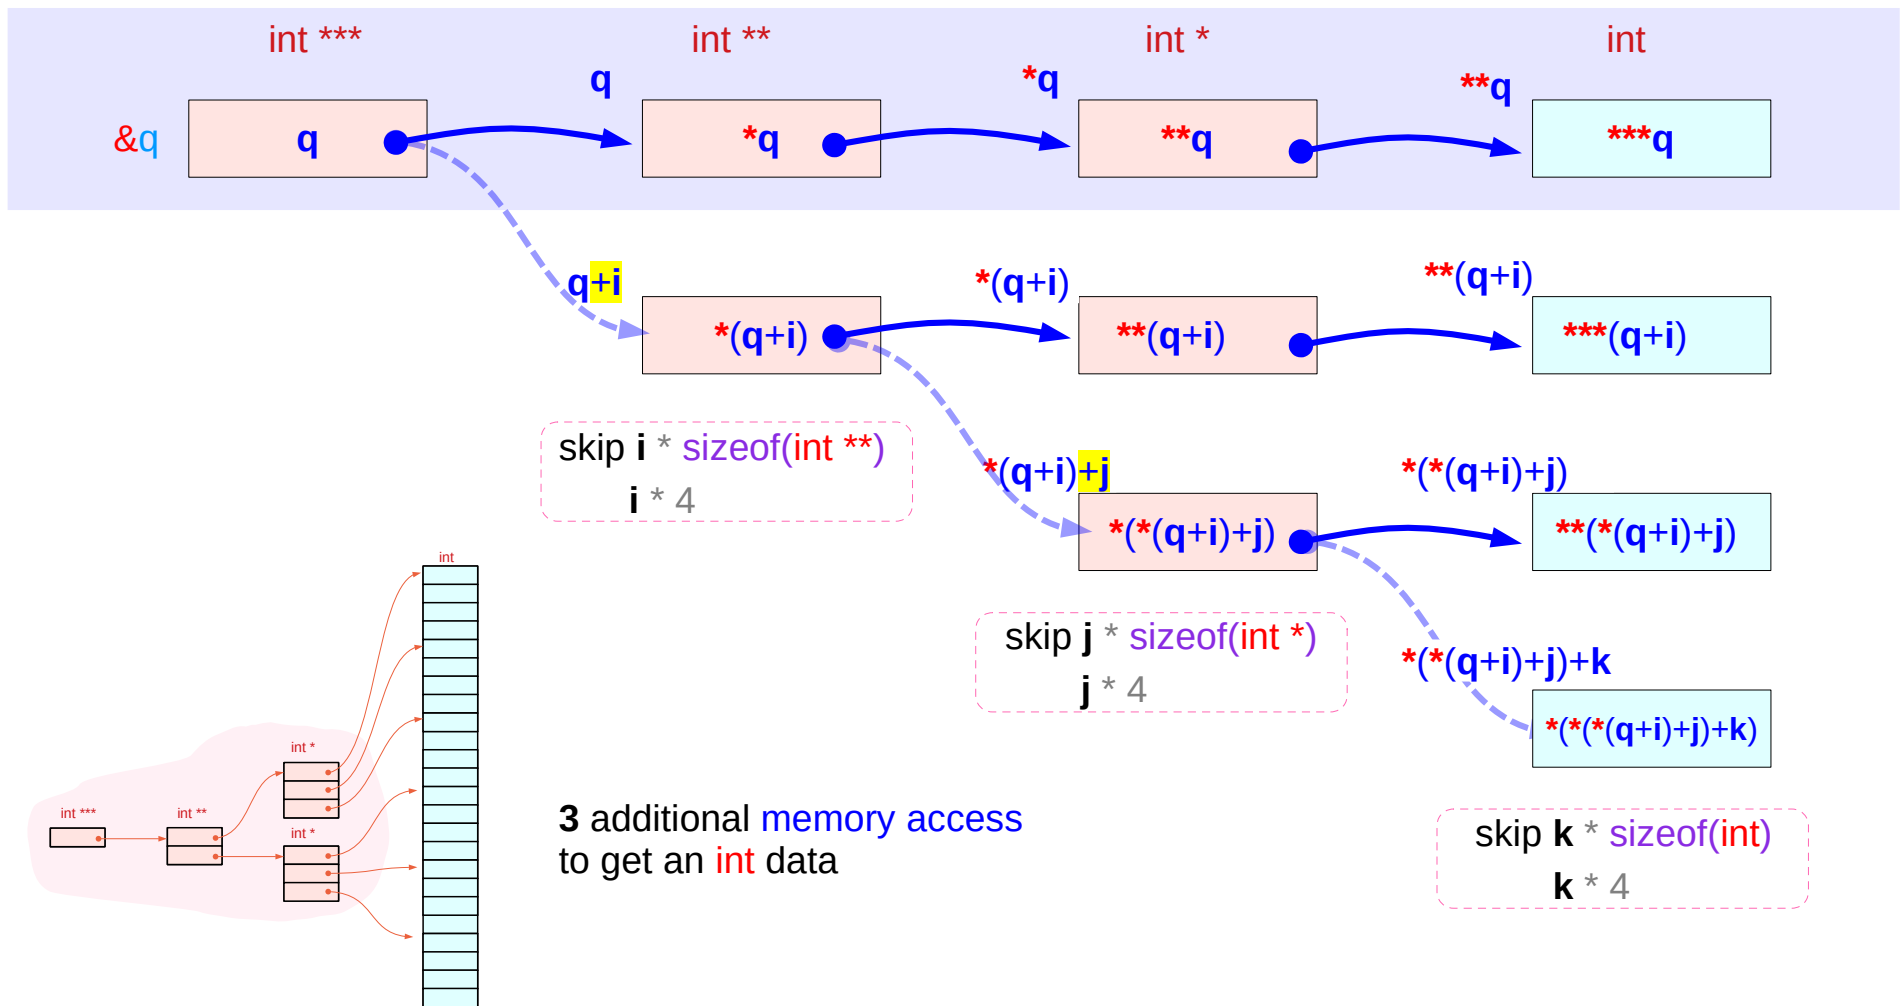 int ***
int **
int *
int
q
*q
**q
&q
q
*q
**q
***q
q+i
*(q+i)
**(q+i)
*(q+i)
**(q+i)
***(q+i)
skip i * sizeof(int **)
i * 4
*(q+i)+j
*(*(q+i)+j)
*(*(q+i)+j)
**(*(q+i)+j)
skip j * sizeof(int *)
j * 4
*(*(q+i)+j)+k
*(*(*(q+i)+j)+k)
skip k * sizeof(int)
k * 4
int
int *
int ***
int **
int *
3 additional memory access
to get an int data